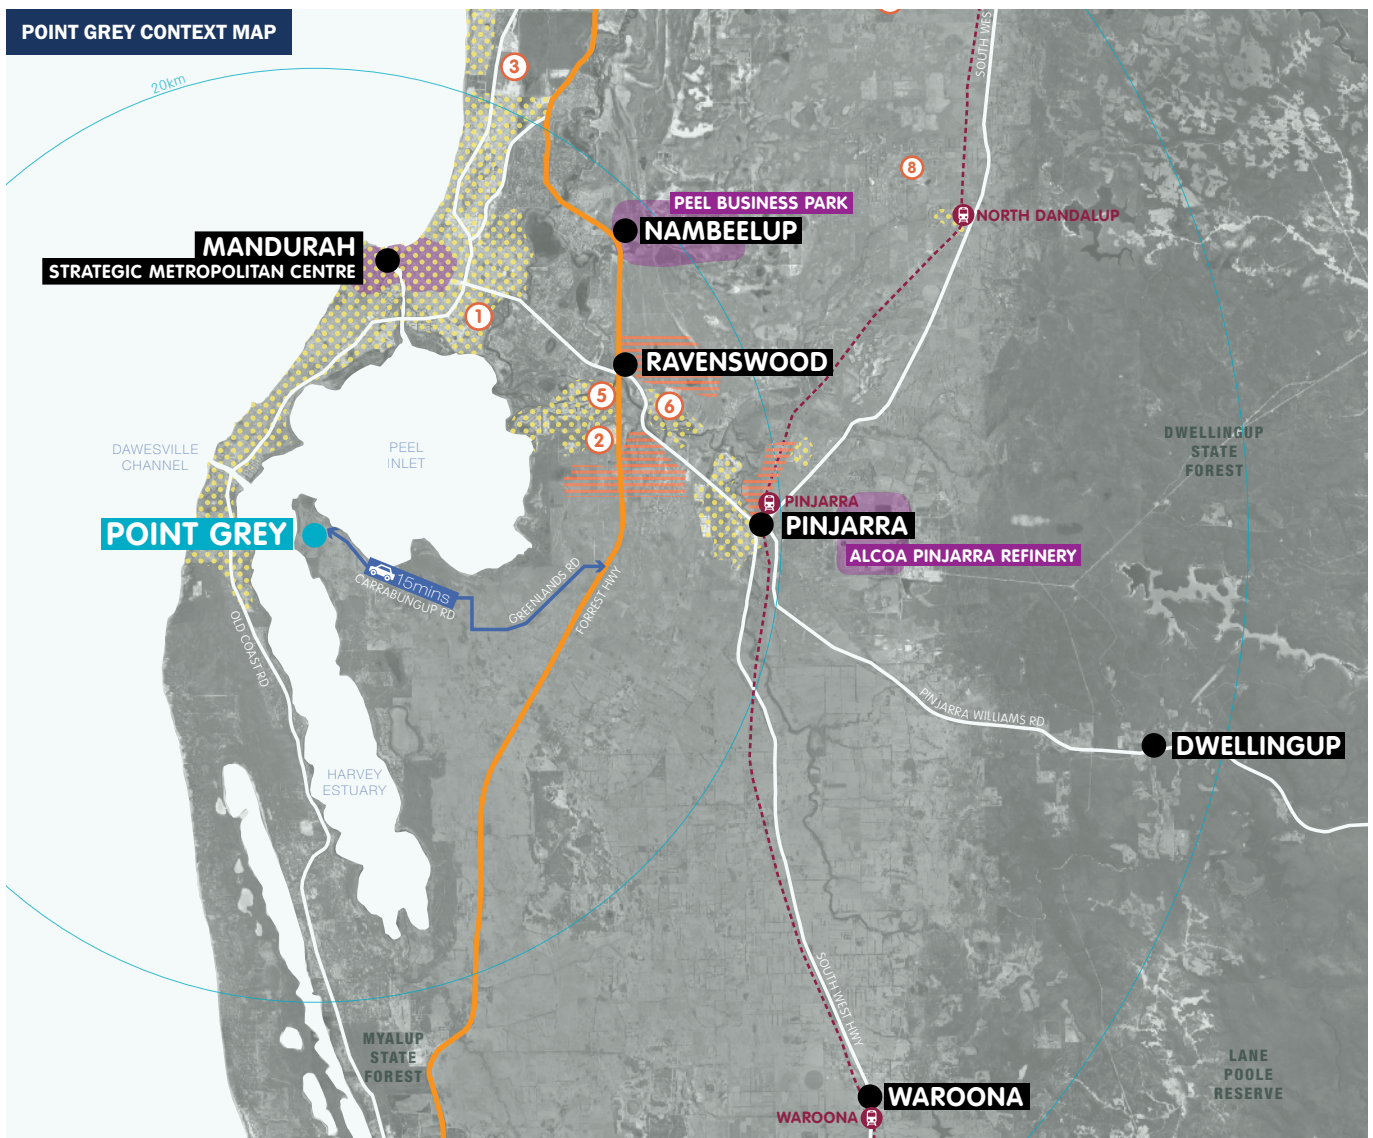 POINT GREY CONTEXT MAP
20km
3
SOUTH WES
8
PEEL BUSINESS PARK
NAMBEELUP
NORTH DANDALUP
MANDURAH
STRATEGIC METROPOLITAN CENTRE
1
RAVENSWOOD
5
6
2
DAWESVILLE
CHANNEL
PEEL
INLET
DWELLINGUP
STATE
FOREST
PINJARRA
PINJARRA
ALCOA PINJARRA REFINERY
POINT GREY
15mins
CARRABUNGUP RD
GREENLANDS RD
FORREST HWY
OLD COAST RD
PINJARRA WILLIAMS RD
DWELLINGUP
HARVEY
ESTUARY
SOUTH WEST HWY
MYALUP
STATE
FOREST
LANE
POOLE
RESERVE
WAROONA
WAROONA